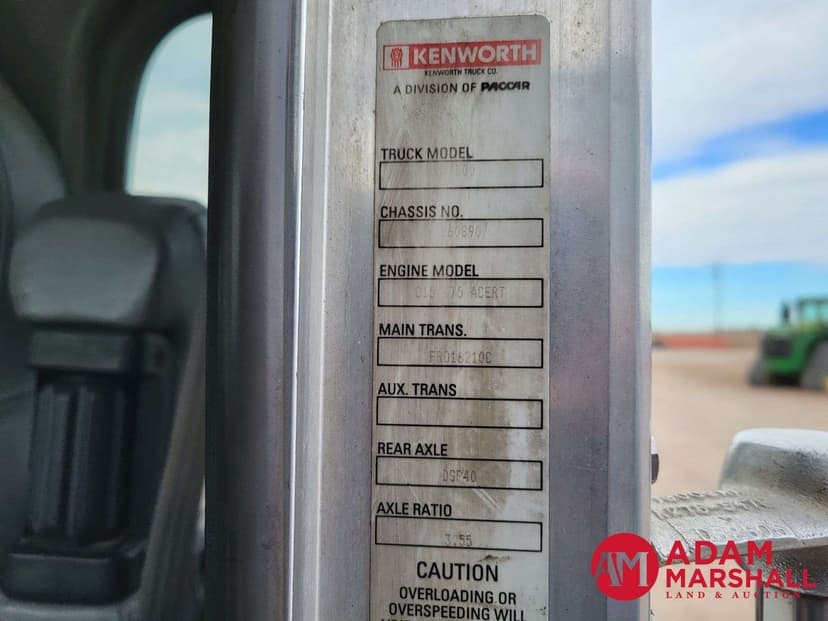 KENWORTH
KENWORTH TRUCK CO.
A DIVISION OF PACCAR
TRUCK MODEL
CHASSIS NO.
ENGINE MODEL
ACERT
MAIN TRANS.
AUX. TRANS
REAR AXLE
DSP40
AXLE RATIO
3.55
CAUTION
OVERLOADING OR
OVERSPEEDING WILL
AM
ADAM
MARSHALL
LAND & AUCTION